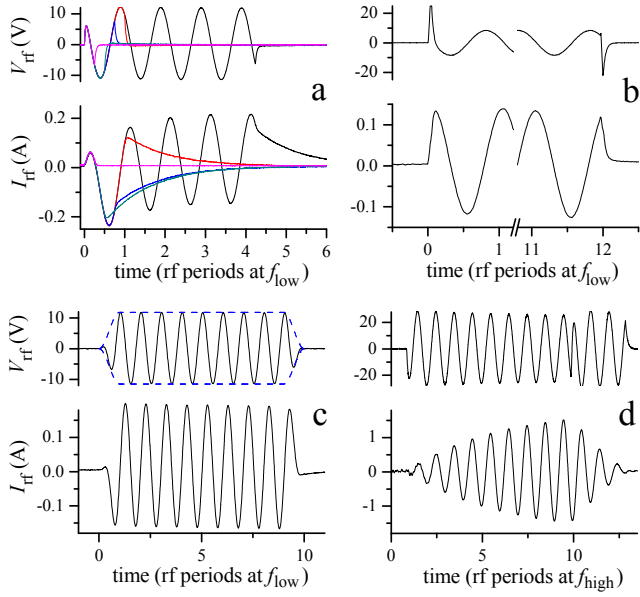 V_rf (V)
10
0
-10
a
I_rf (A)
0.2
0.0
-0.2
0 1 2 3 4 5 6
time (rf periods at f_low)
20
0
-20
b
0.1
0.0
-0.1
0 1 11 12
time (rf periods at f_low)
V_rf (V)
10
0
-10
c
I_rf (A)
0.1
0.0
-0.1
0 5 10
time (rf periods at f_low)
20
0
-20
d
1
0
-1
0 5 10
time (rf periods at f_high)